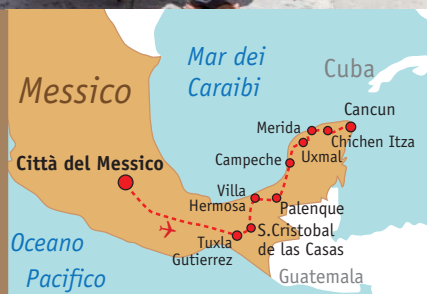 Mar dei
Caraibi
Cuba
Messico
Cancun
Merida
Chichen Itza
Uxmal
Campeche
Città del Messico
Villa
Hermosa
Palenque
S.Cristobal
de las Casas
Tuxla
Gutierrez
Oceano
Pacifico
Guatemala